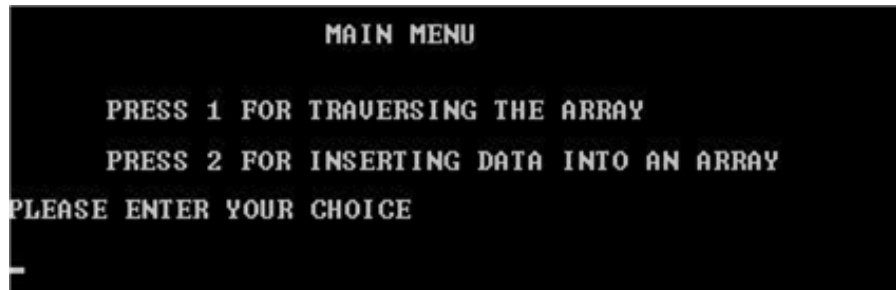 MAIN MENU
PRESS 1 FOR TRAVERSING THE ARRAY
PRESS 2 FOR INSERTING DATA INTO AN ARRAY
PLEASE ENTER YOUR CHOICE